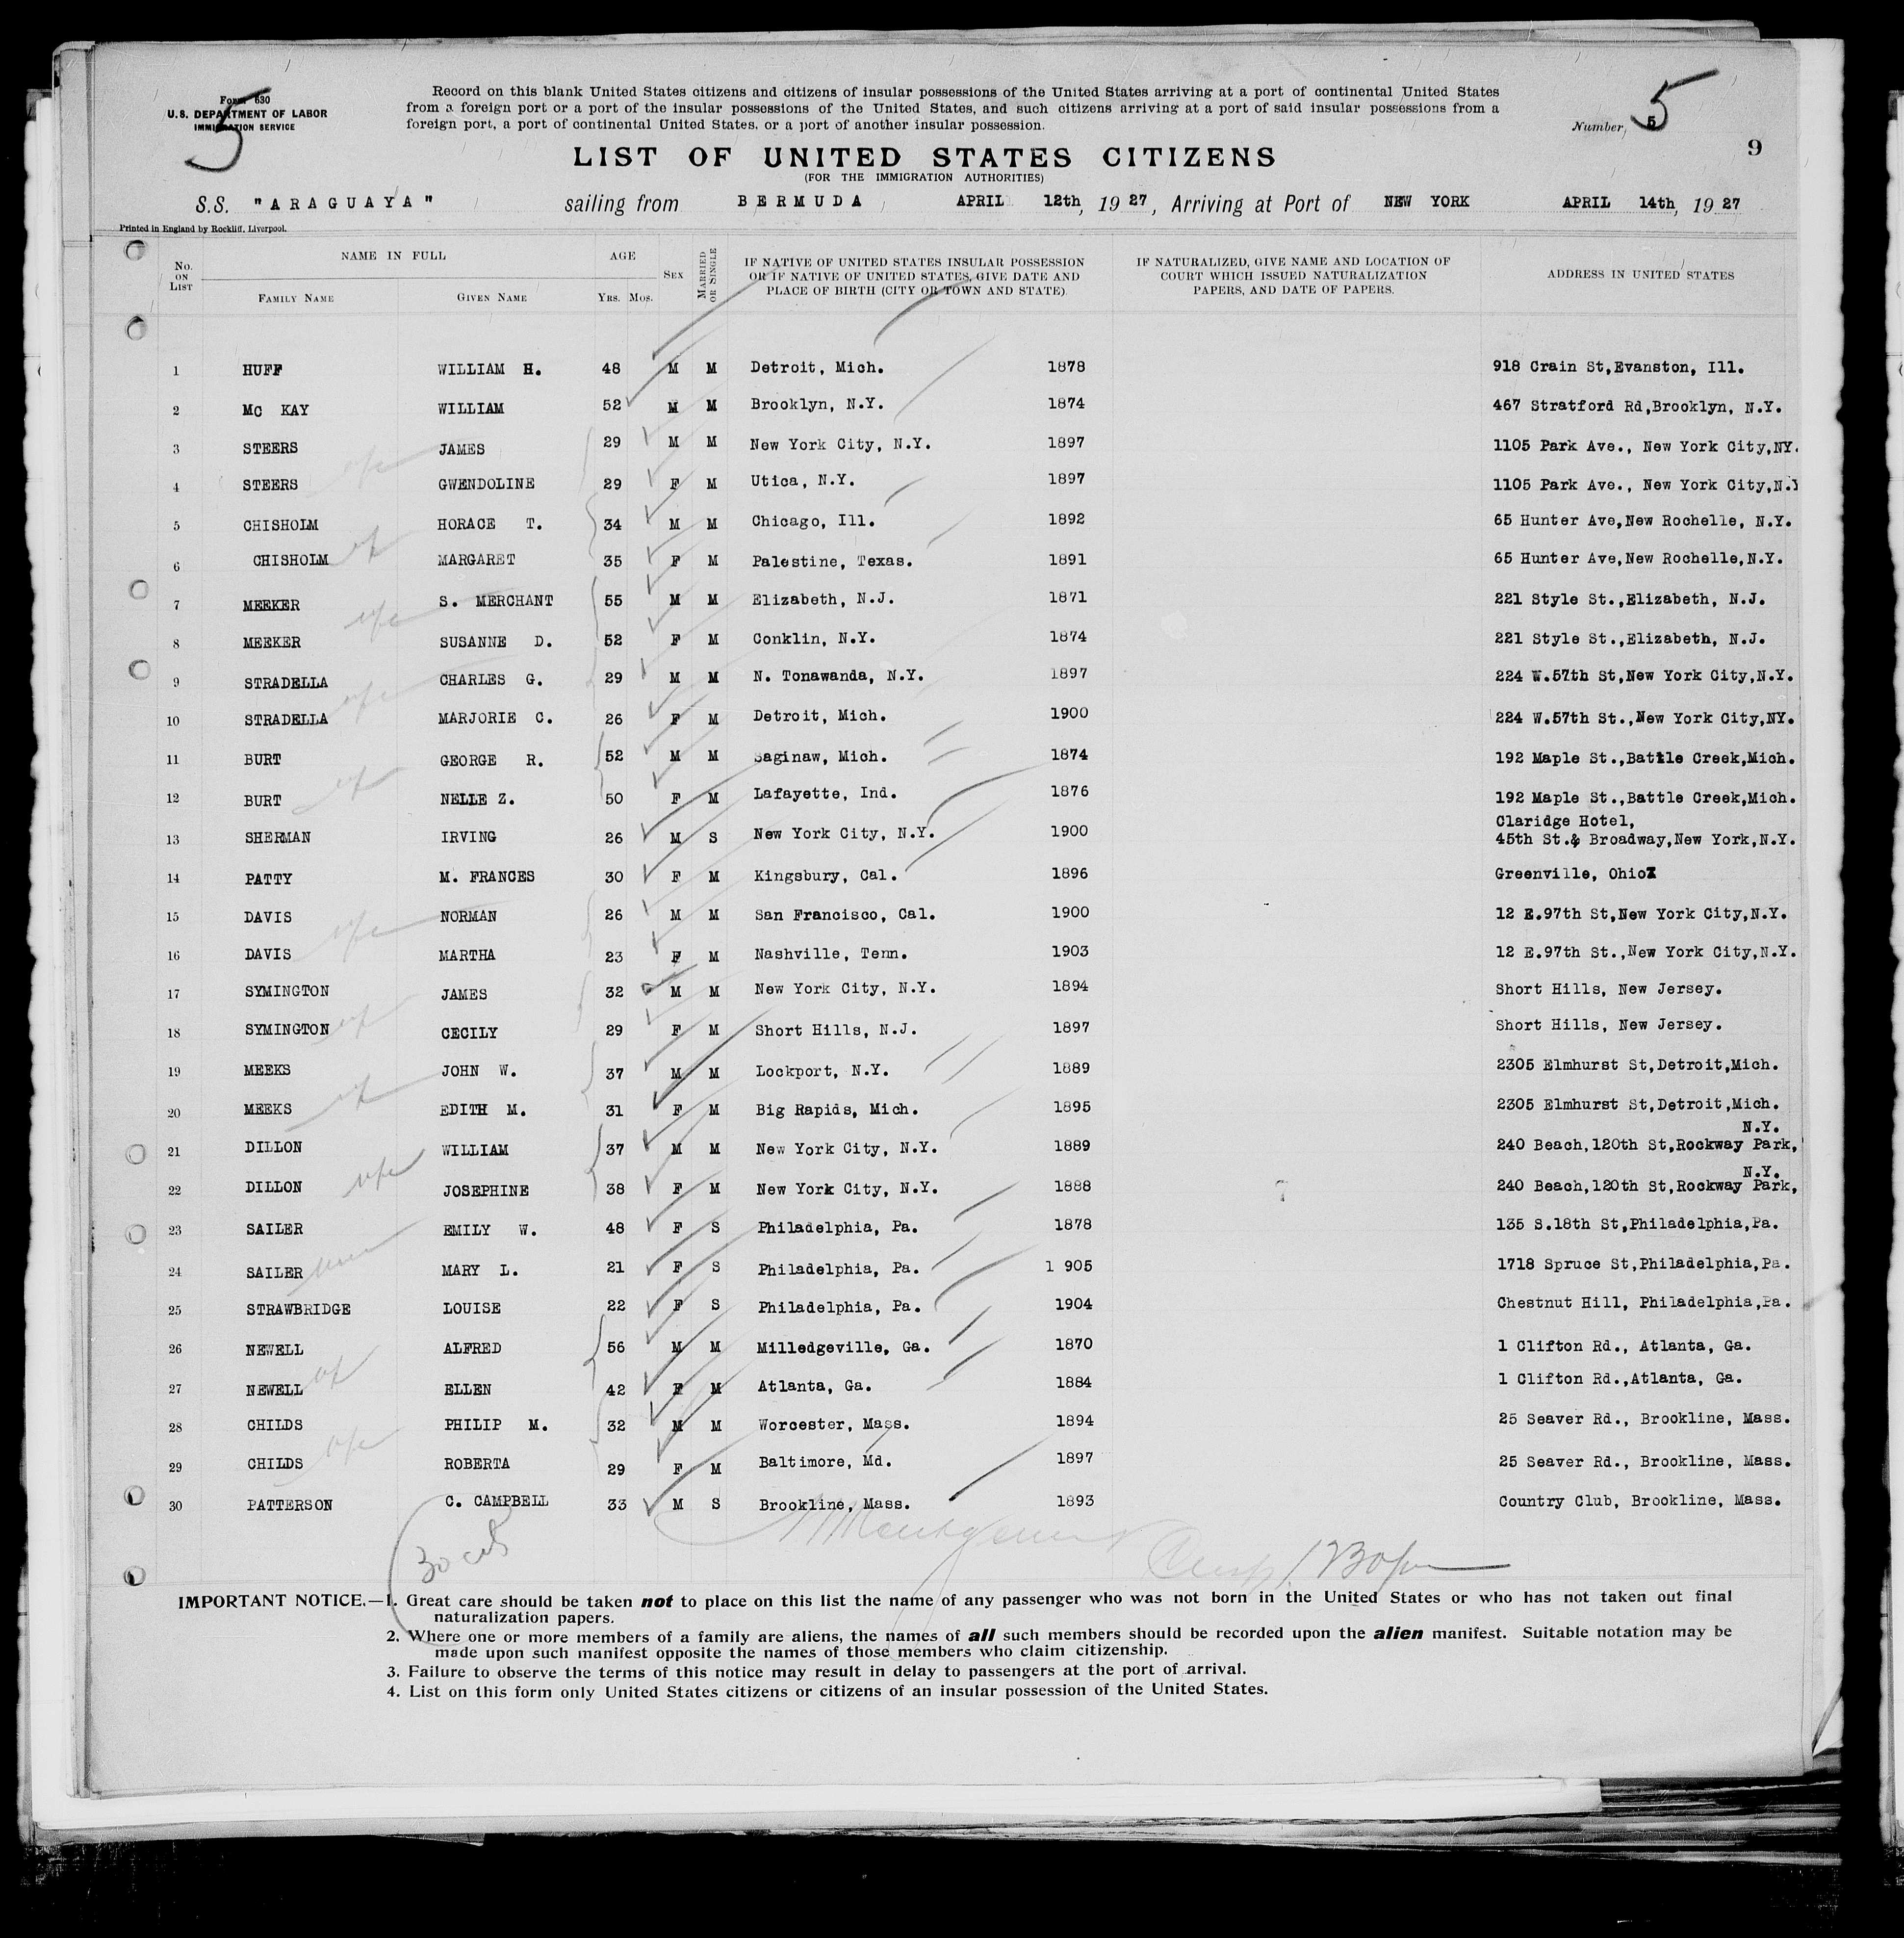 5
5
Form 630
U.S. DEPARTMENT OF LABOR
IMMIGRATION SERVICE
Record on this blank United States citizens and citizens of insular possessions of the United States arriving at a port of continental United States
from a foreign port or a port of the insular possessions of the United States, and such citizens arriving at a port of said insular possessions from a
foreign port, a port of continental United States, or a port of another insular possession.
Number, 5
9
LIST OF UNITED STATES CITIZENS
(FOR THE IMMIGRATION AUTHORITIES)
S.S. "ARAGUAYA" sailing from BERMUDA APRIL 12th, 1927, Arriving at Port of NEW YORK APRIL 14th, 1927
Printed in England by Rockliff, Liverpool.
No. ON LIST NAME IN FULL FAMILY NAME GIVEN NAME AGE YRS. MOS. SEX MARRIED OR SINGLE IF NATIVE OF UNITED STATES INSULAR POSSESSION OR IF NATIVE OF UNITED STATES, GIVE DATE AND PLACE OF BIRTH (CITY OR TOWN AND STATE) IF NATURALIZED, GIVE NAME AND LOCATION OF COURT WHICH ISSUED NATURALIZATION PAPERS, AND DATE OF PAPERS. ADDRESS IN UNITED STATES
1 HUFF WILLIAM H. 48 M M Detroit, Mich. 1878 918 Crain St,Evanston, Ill.
2 Mc KAY WILLIAM 52 M M Brooklyn, N.Y. 1874 467 Stratford Rd,Brooklyn, N.Y.
3 STEERS JAMES 29 M M New York City, N.Y. 1897 1105 Park Ave., New York City,NY.
4 STEERS GWENDOLINE 29 F M Utica, N.Y. 1897 1105 Park Ave., New York City,N.Y
5 CHISHOLM HORACE T. 34 M M Chicago, Ill. 1892 65 Hunter Ave,New Rochelle, N.Y.
6 CHISHOLM MARGARET 35 F M Palestine, Texas. 1891 65 Hunter Ave,New Rochelle,N.Y.
7 MEEKER S. MERCHANT 55 M M Elizabeth, N.J. 1871 221 Style St.,Elizabeth, N.J.
8 MEEKER SUSANNE D. 52 F M Conklin, N.Y. 1874 221 Style St.,Elizabeth, N.J.
9 STRADELLA CHARLES G. 29 M M N. Tonawanda, N.Y. 1897 224 W.57th St,New York City,N.Y.
10 STRADELLA MARJORIE C. 26 F M Detroit, Mich. 1900 224 W.57th St.,New York City,NY.
11 BURT GEORGE R. 52 M M Saginaw, Mich. 1874 192 Maple St.,Battle Creek,Mich.
12 BURT NELLE Z. 50 F M Lafayette, Ind. 1876 192 Maple St.,Battle Creek,Mich.
Claridge Hotel,
13 SHERMAN IRVING 26 M S New York City, N.Y. 1900 45th St.& Broadway,New York,N.Y.
14 PATTY M. FRANCES 30 F M Kingsbury, Cal. 1896 Greenville, Ohio
15 DAVIS NORMAN 26 M M San Francisco, Cal. 1900 12 E.97th St,New York City,N.Y.
16 DAVIS MARTHA 23 F M Nashville, Tenn. 1903 12 E.97th St.,New York City,N.Y.
17 SYMINGTON JAMES 32 M M New York City, N.Y. 1894 Short Hills, New Jersey.
18 SYMINGTON CECILY 29 F M Short Hills, N.J. 1897 Short Hills, New Jersey.
19 MEEKS JOHN W. 37 M M Lockport, N.Y. 1889 2305 Elmhurst St,Detroit,Mich.
20 MEEKS EDITH M. 31 F M Big Rapids, Mich. 1895 2305 Elmhurst St,Detroit,Mich.
N.Y.
21 DILLON WILLIAM 37 M M New York City, N.Y. 1889 240 Beach,120th St,Rockway Park,
N.Y.
22 DILLON JOSEPHINE 38 F M New York City, N.Y. 1888 240 Beach,120th St,Rockway Park,
23 SAILER EMILY W. 48 F S Philadelphia, Pa. 1878 135 S.18th St,Philadelphia,Pa.
24 SAILER MARY L. 21 F S Philadelphia, Pa. 1 905 1718 Spruce St,Philadelphia,Pa.
25 STRAWBRIDGE LOUISE 22 F S Philadelphia, Pa. 1904 Chestnut Hill, Philadelphia,Pa.
26 NEWELL ALFRED 56 M M Milledgeville, Ga. 1870 1 Clifton Rd., Atlanta, Ga.
27 NEWELL ELLEN 42 F M Atlanta, Ga. 1884 1 Clifton Rd.,Atlanta, Ga.
28 CHILDS PHILIP M. 32 M M Worcester, Mass. 1894 25 Seaver Rd., Brookline, Mass.
29 CHILDS ROBERTA 29 F M Baltimore, Md. 1897 25 Seaver Rd., Brookline, Mass.
30 PATTERSON C. CAMPBELL 33 M S Brookline, Mass. 1893 Country Club, Brookline, Mass.
30
IMPORTANT NOTICE.—1. Great care should be taken not to place on this list the name of any passenger who was not born in the United States or who has not taken out final
naturalization papers.
2. Where one or more members of a family are aliens, the names of all such members should be recorded upon the alien manifest. Suitable notation may be
made upon such manifest opposite the names of those members who claim citizenship.
3. Failure to observe the terms of this notice may result in delay to passengers at the port of arrival.
4. List on this form only United States citizens or citizens of an insular possession of the United States.